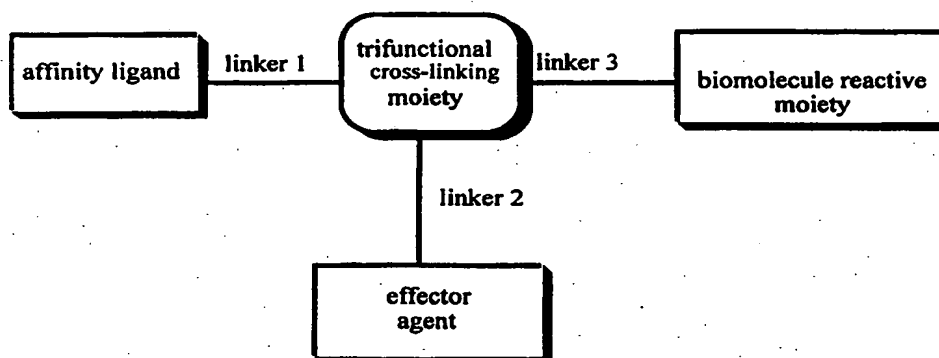 affinity ligand
linker 1
trifunctional
cross-linking
moiety
linker 3
biomolecule reactive
moiety
linker 2
effector
agent